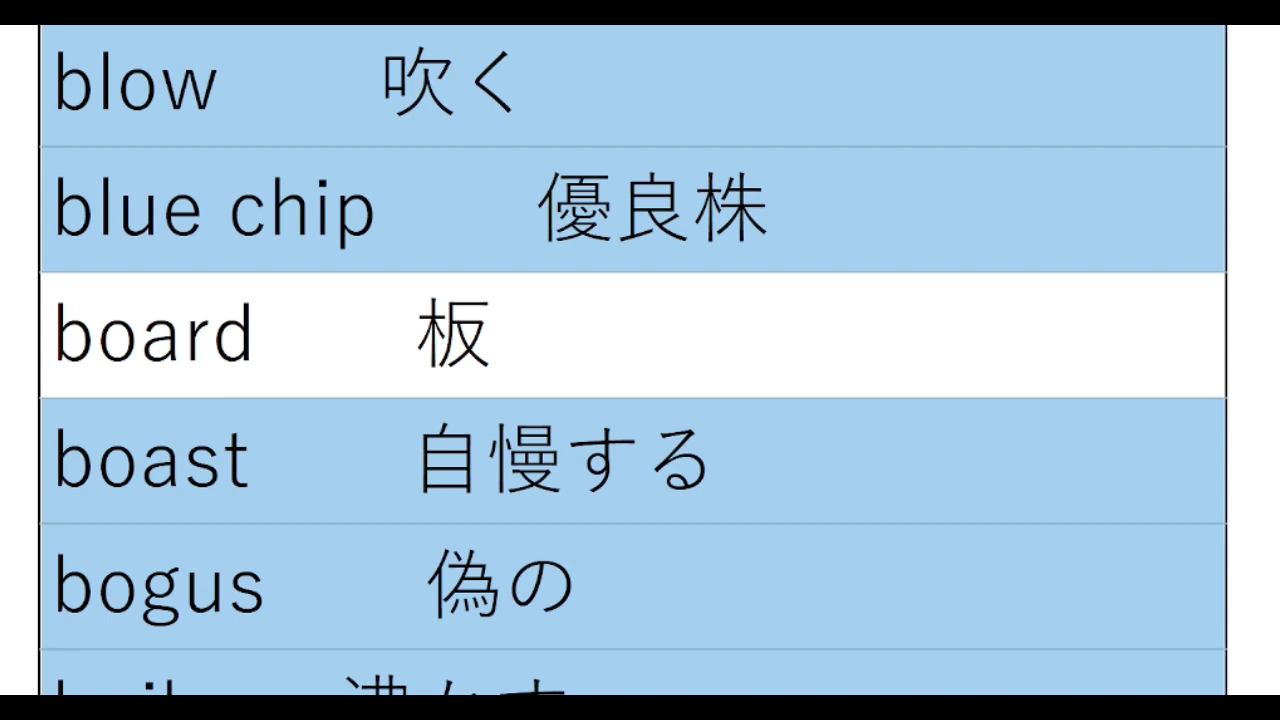 blow 吹く
blue chip 優良株
board 板
boast 自慢する
bogus 偽の